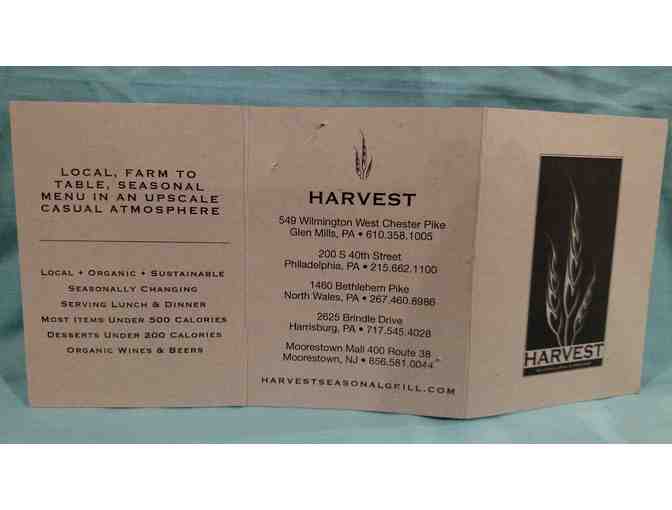 LOCAL, FARM TO
TABLE, SEASONAL
MENU IN AN UPSCALE
CASUAL ATMOSPHERE
LOCAL • ORGANIC • SUSTAINABLE
SEASONALLY CHANGING
SERVING LUNCH & DINNER
MOST ITEMS UNDER 500 CALORIES
DESSERTS UNDER 200 CALORIES
ORGANIC WINES & BEERS
HARVEST
549 Wilmington West Chester Pike
Glen Mills, PA • 610.358.1005
200 S 40th Street
Philadelphia, PA • 215.662.1100
1460 Bethlehem Pike
North Wales, PA • 267.460.8986
2625 Brindle Drive
Harrisburg, PA • 717.545.4028
Moorestown Mall 400 Route 38
Moorestown, NJ • 856.581.0044
HARVESTSEASONALGRILL.COM
HARVEST